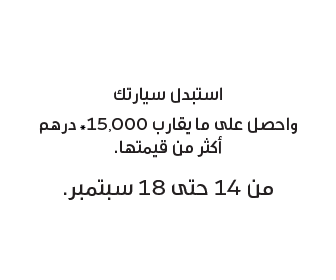 استبدل سيارتك
واحصل على ما يقارب 15,000* درهم
أكثر من قيمتها.
من 14 حتى 18 سبتمبر.